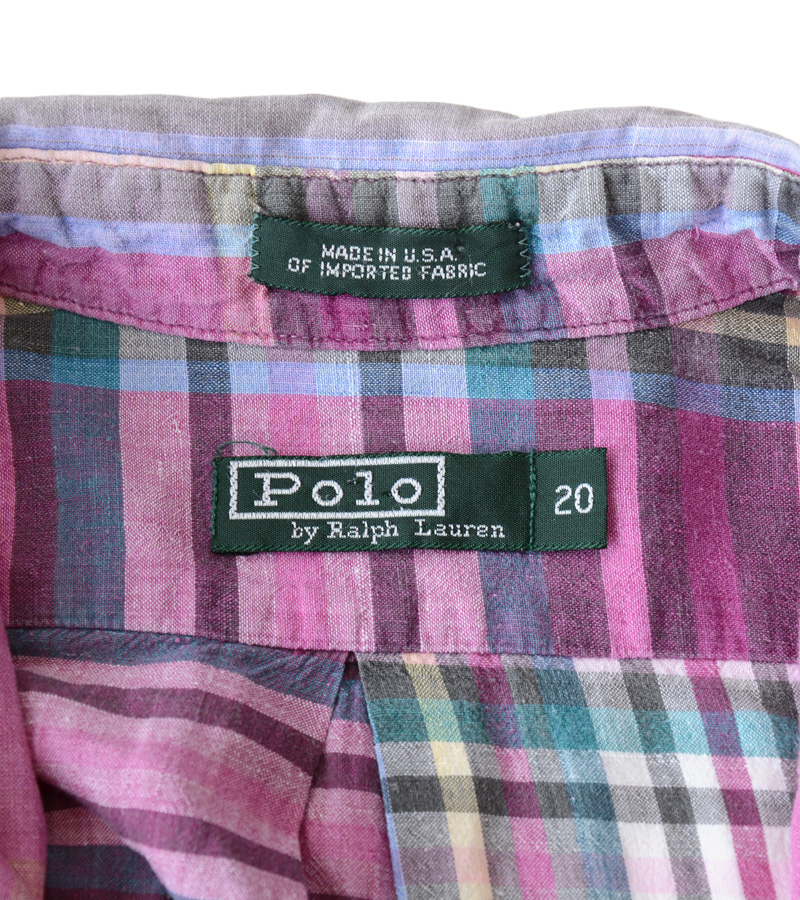 MADE IN U.S.A.
OF IMPORTED FABRIC
Polo
by Ralph Lauren
20